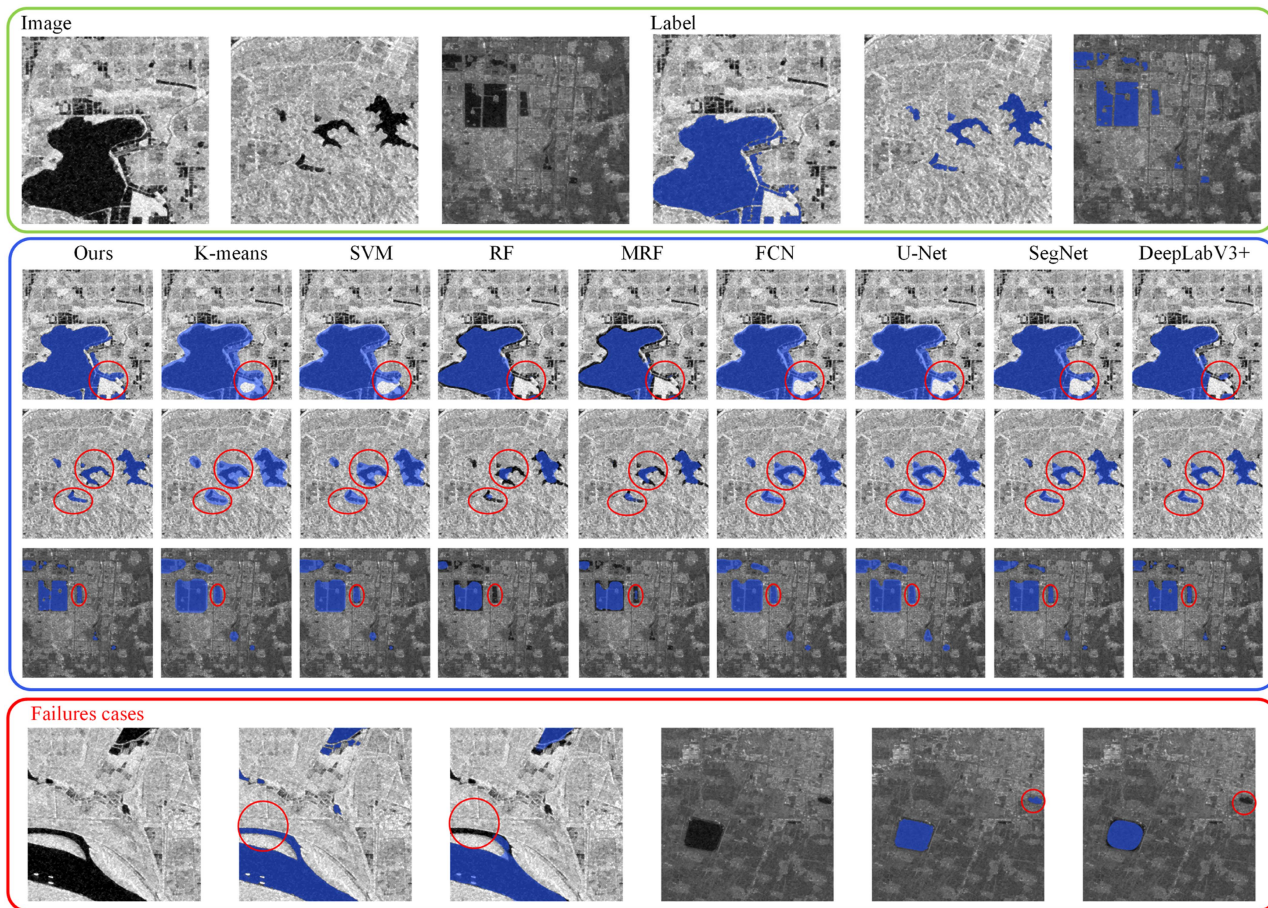 Image
Label
Ours
K-means
SVM
RF
MRF
FCN
U-Net
SegNet
DeepLabV3+
Failures cases